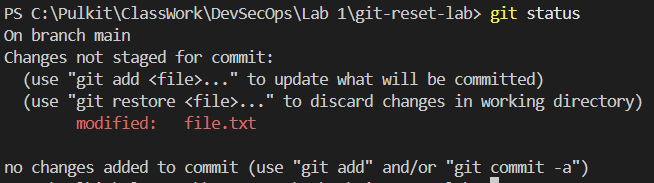 PS C:\Pulkit\ClassWork\DevSecOps\Lab 1\git-reset-lab> git status
On branch main
Changes not staged for commit:
  (use "git add <file>..." to update what will be committed)
  (use "git restore <file>..." to discard changes in working directory)
        modified:   file.txt

no changes added to commit (use "git add" and/or "git commit -a")